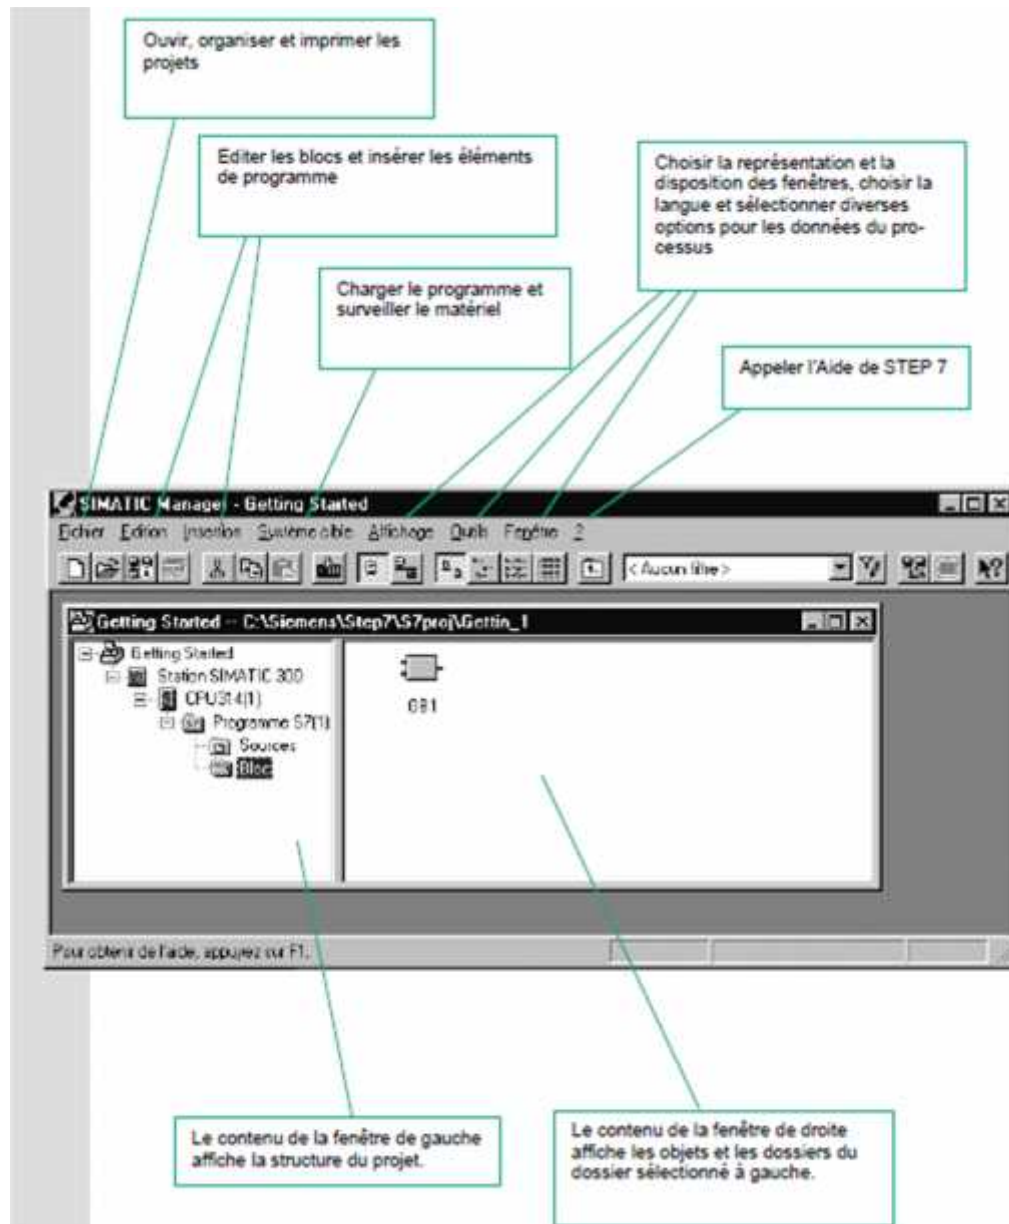 Ouvir, organiser et imprimer les
projets
Editer les blocs et insérer les éléments
de programme
Choisir la représentation et la
disposition des fenêtres, choisir la
langue et sélectionner diverses
options pour les données du pro-
cessus
Charger le programme et
surveiller le matériel
Appeler l'Aide de STEP 7
SIMATIC Manager - Getting Started
Fichier Edition Insertion Système cible Affichage Outils Fenêtre ?
< Aucun filtre >
Getting Started -- C:\Siemens\Step7\S7proj\Gettin_1
Getting Started
Station SIMATIC 300
CPU314(1)
Programme S7(1)
Sources
Bloc
OB1
Pour obtenir de l'aide, appuyez sur F1.
Le contenu de la fenêtre de gauche
affiche la structure du projet.
Le contenu de la fenêtre de droite
affiche les objets et les dossiers du
dossier sélectionné à gauche.